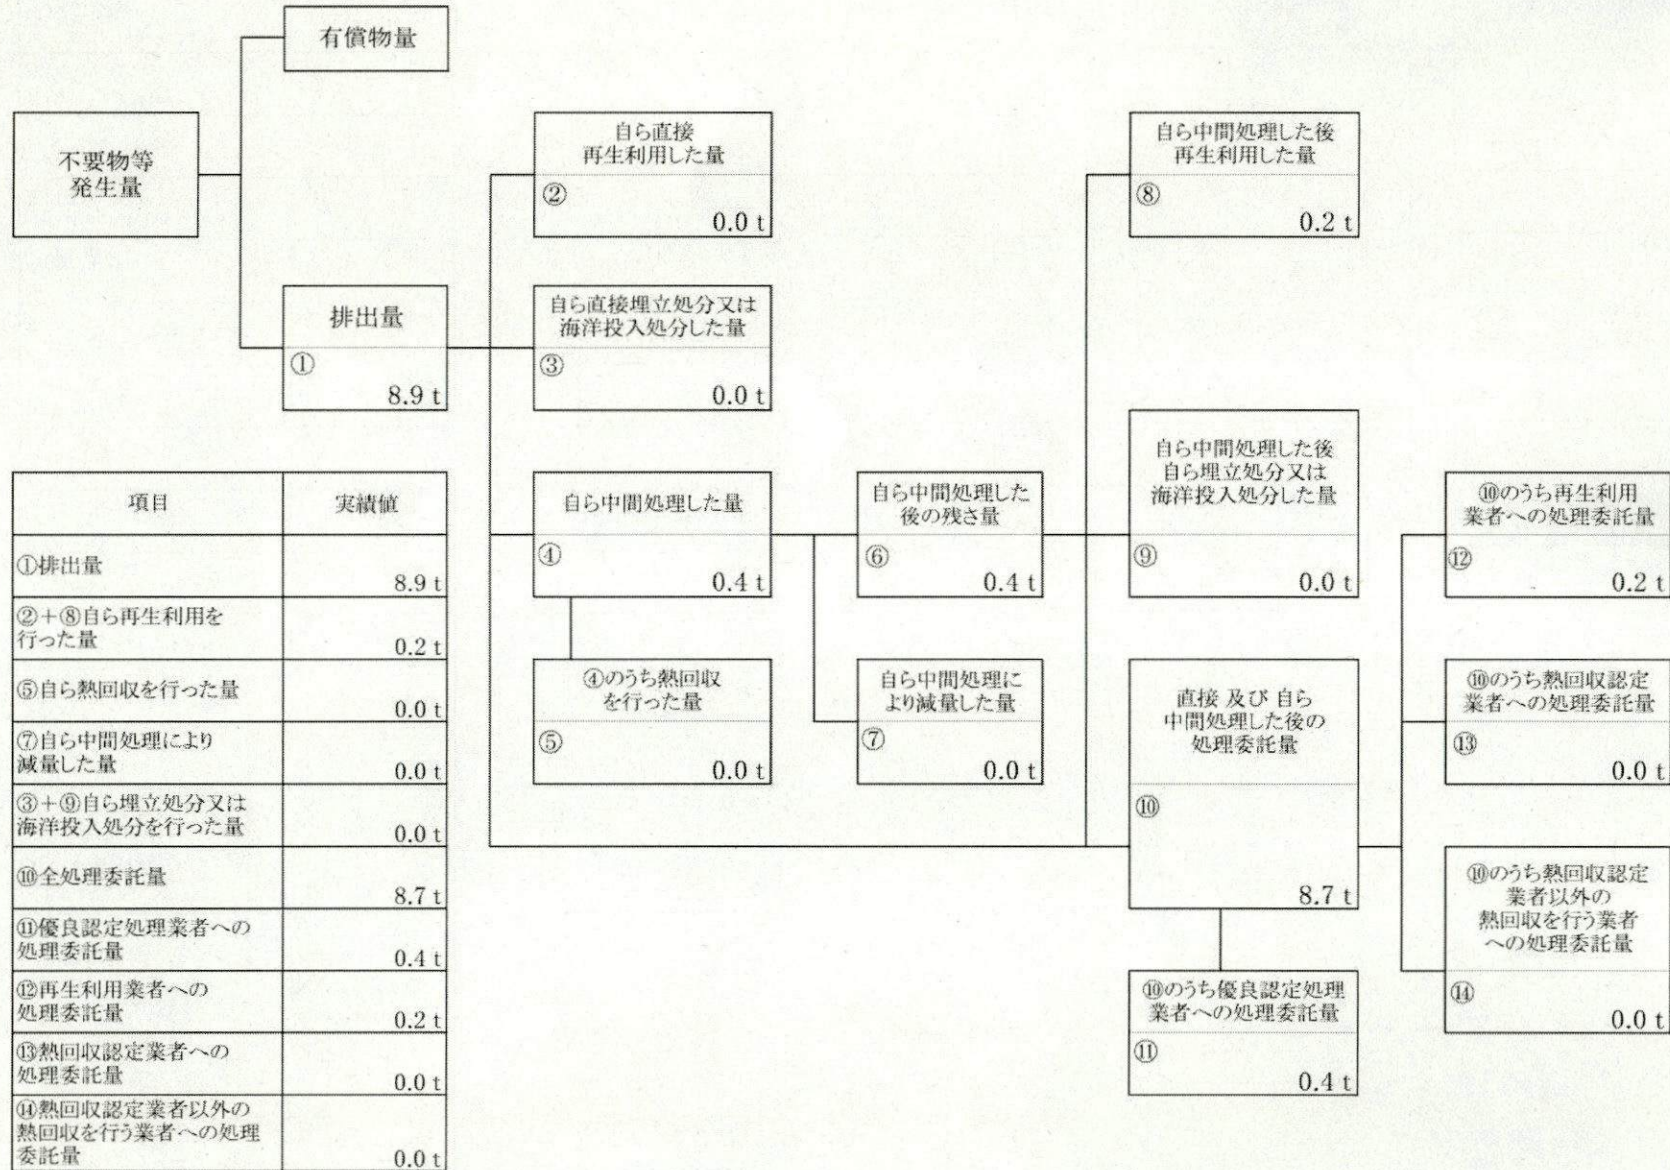 有償物量
不要物等
発生量
排出量
①
8.9 t
自ら直接
再生利用した量
②
0.0 t
自ら直接埋立処分又は
海洋投入処分した量
③
0.0 t
自ら中間処理した量
④
0.4 t
④のうち熱回収
を行った量
⑤
0.0 t
自ら中間処理した
後の残さ量
⑥
0.4 t
自ら中間処理に
より減量した量
⑦
0.0 t
自ら中間処理した後
再生利用した量
⑧
0.2 t
自ら中間処理した後
自ら埋立処分又は
海洋投入処分した量
⑨
0.0 t
直接 及び 自ら
中間処理した後の
処理委託量
⑩
8.7 t
⑩のうち優良認定処理
業者への処理委託量
⑪
0.4 t
⑩のうち再生利用
業者への処理委託量
⑫
0.2 t
⑩のうち熱回収認定
業者への処理委託量
⑬
0.0 t
⑩のうち熱回収認定
業者以外の
熱回収を行う業者
への処理委託量
⑭
0.0 t
項目 実績値
①排出量 8.9 t
②+⑧自ら再生利用を
行った量 0.2 t
⑤自ら熱回収を行った量 0.0 t
⑦自ら中間処理により
減量した量 0.0 t
③+⑨自ら埋立処分又は
海洋投入処分を行った量 0.0 t
⑩全処理委託量 8.7 t
⑪優良認定処理業者への
処理委託量 0.4 t
⑫再生利用業者への
処理委託量 0.2 t
⑬熱回収認定業者への
処理委託量 0.0 t
⑭熱回収認定業者以外の
熱回収を行う業者への処理
委託量 0.0 t